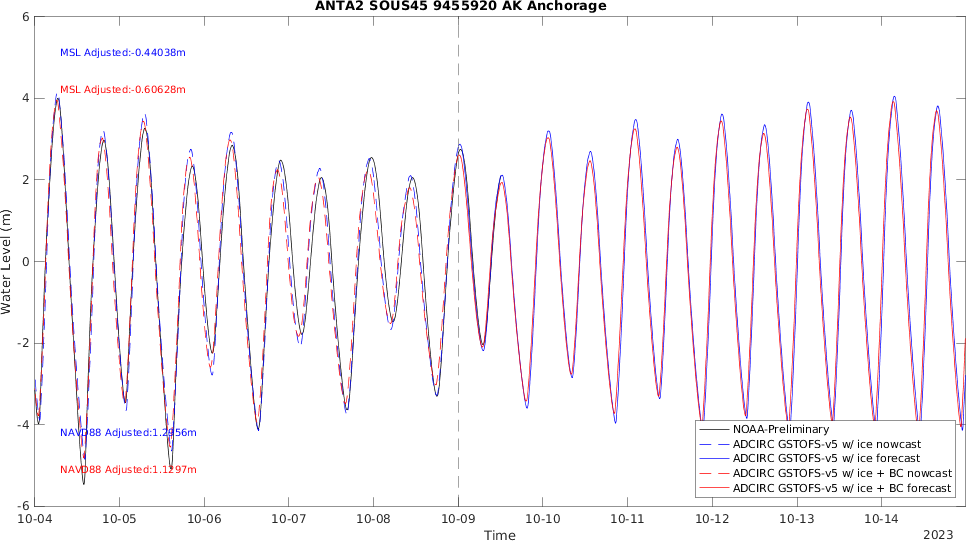 ANTA2 SOUS45 9455920 AK Anchorage
6
4
2
0
-2
-4
-6
Water Level (m)
MSL Adjusted:-0.44038m
MSL Adjusted:-0.60628m
NAVD88 Adjusted:1.2956m
NAVD88 Adjusted:1.1297m
NOAA-Preliminary
ADCIRC GSTOFS-v5 w/ ice nowcast
ADCIRC GSTOFS-v5 w/ ice forecast
ADCIRC GSTOFS-v5 w/ ice + BC nowcast
ADCIRC GSTOFS-v5 w/ ice + BC forecast
10-04 10-05 10-06 10-07 10-08 10-09 10-10 10-11 10-12 10-13 10-14
Time
2023